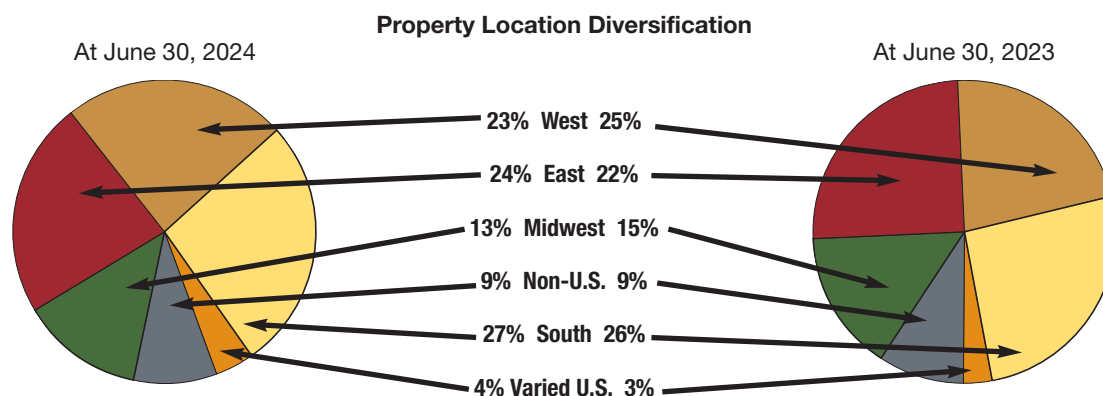 Property Location Diversification
At June 30, 2024
At June 30, 2023
23% West 25%
24% East 22%
13% Midwest 15%
9% Non-U.S. 9%
27% South 26%
4% Varied U.S. 3%